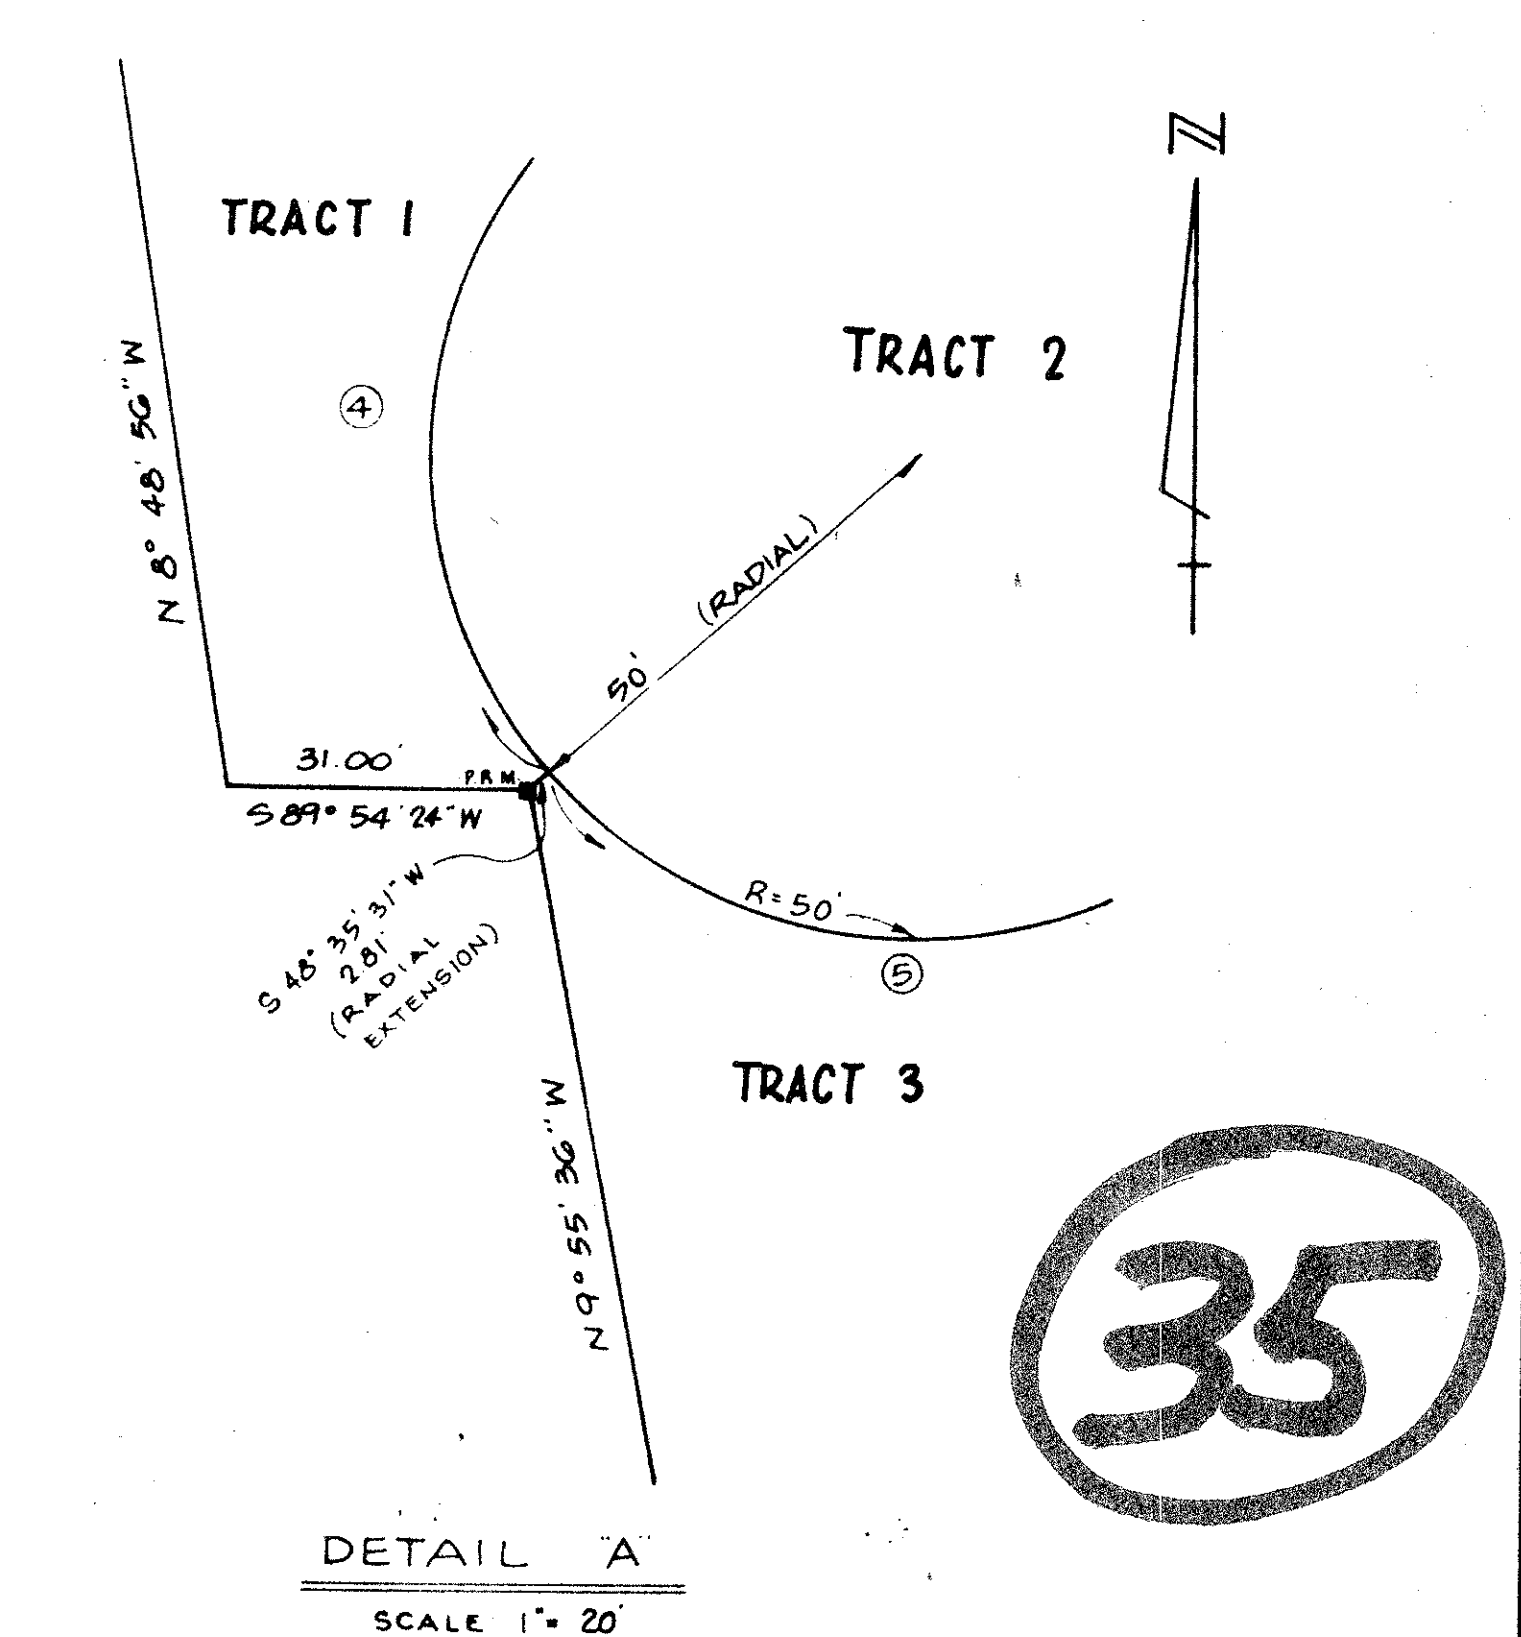 N
TRACT 1
TRACT 2
4
N 8° 48' 56" W
(RADIAL)
50'
31.00'
P.R.M.
S 89° 54' 24" W
S 48° 35' 31" W
2.81'
(RADIAL
EXTENSION)
R=50'
5
TRACT 3
N 9° 55' 36" W
35
DETAIL "A"
SCALE 1"= 20'